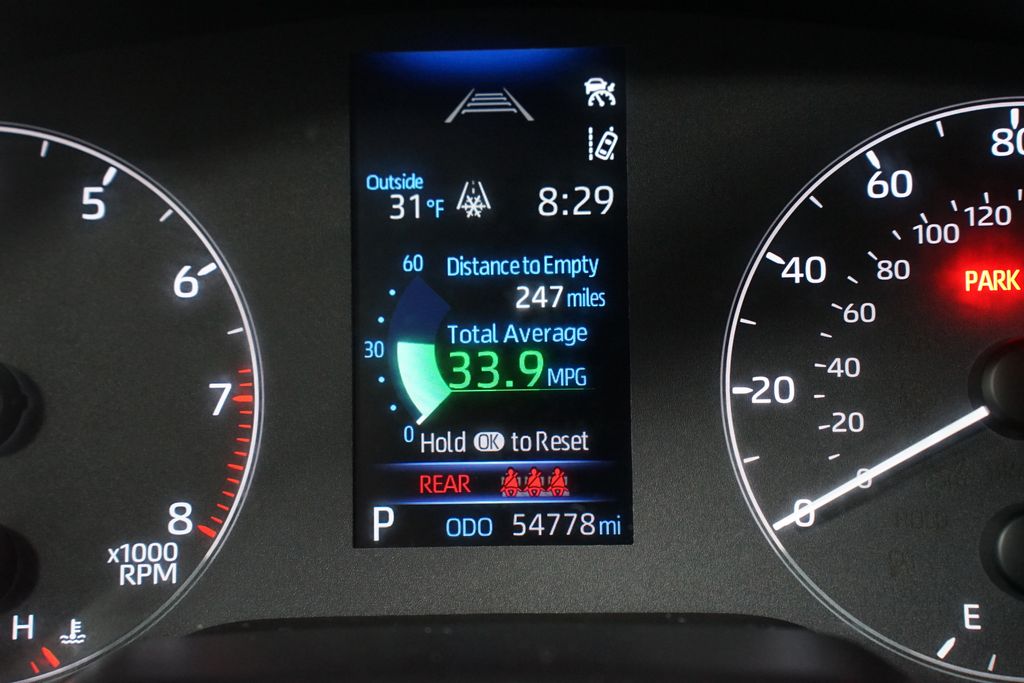 5
6
7
8
x1000
RPM
H
Outside
31°F
8:29
60
30
0
Distance to Empty
247 miles
Total Average
33.9 MPG
Hold OK to Reset
REAR
P ODO 54778 mi
80
60
40
20
0
120
100
80
60
40
20
0
PARK
E